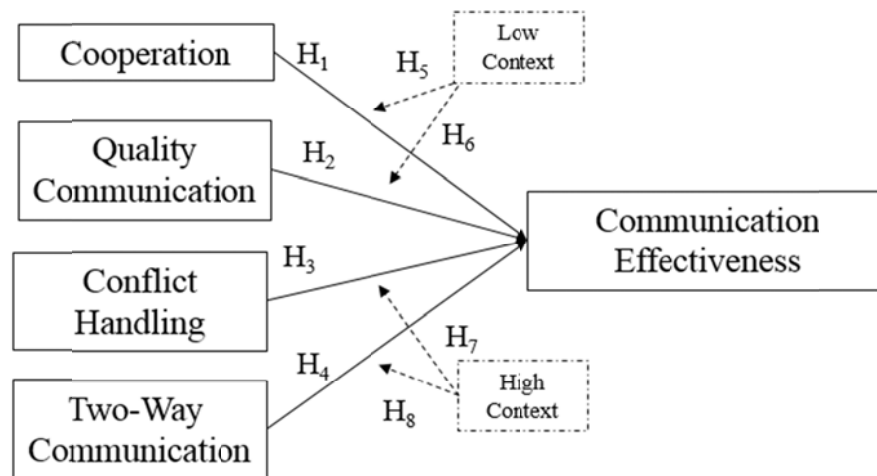 Cooperation
H₁
H₅
Low
Context
H₆
Quality
Communication
H₂
Communication
Effectiveness
Conflict
Handling
H₃
H₇
Two-Way
Communication
H₄
H₈
High
Context